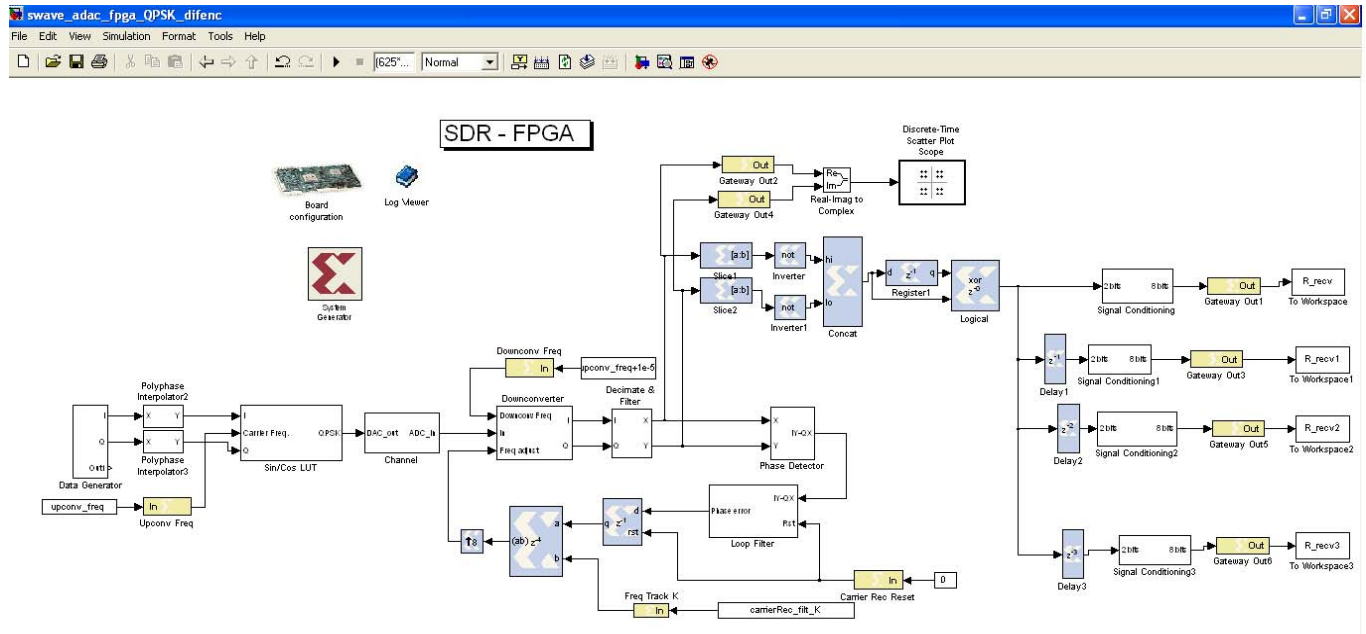 swave_adac_fpga_QPSK_difenc
File Edit View Simulation Format Tools Help
(625"... Normal
SDR - FPGA
Board
configuration
Log Viewer
System
Generator
Discrete-Time
Scatter Plot
Scope
Out
Gateway Out2
Out
Gateway Out4
Re
Im
Real-Imag to
Complex
[a:b]
Slice1
not
Inverter
[a:b]
Slice2
not
Inverter1
hi
lo
Concat
d z-1 q
Register1
xor
z-0
Logical
2 bits 8 bits
Signal Conditioning
Out
Gateway Out1
R_recv
To Workspace
z-1
Delay1
2 bits 8 bits
Signal Conditioning1
Out
Gateway Out3
R_recv1
To Workspace1
z-2
Delay2
2 bits 8 bits
Signal Conditioning2
Out
Gateway Out5
R_recv2
To Workspace2
z-3
Delay3
2 bits 8 bits
Signal Conditioning3
Out
Gateway Out6
R_recv3
To Workspace3
Downconv Freq
In
upconv_freq+1e-5
Downconverter
Downconv Freq
In
Freq adjust
I
Q
Decimate &
Filter
I X
Q Y
X
Y
IY-QX
Phase Detector
Polyphase
Interpolator2
X Y
X Y
Polyphase
Interpolator3
I
Q
Out1
Data Generator
I
Carrier Freq.
Q
QPSK
Sin/Cos LUT
DAC_out ADC_in
Channel
upconv_freq
In
Upconv Freq
IY-QX
Phase error
Rst
Loop Filter
d
q z-1
rst
a
(ab) z-4
b
↑8
Freq Track K
In
carrierRec_filt_K
In
Carrier Rec Reset
0